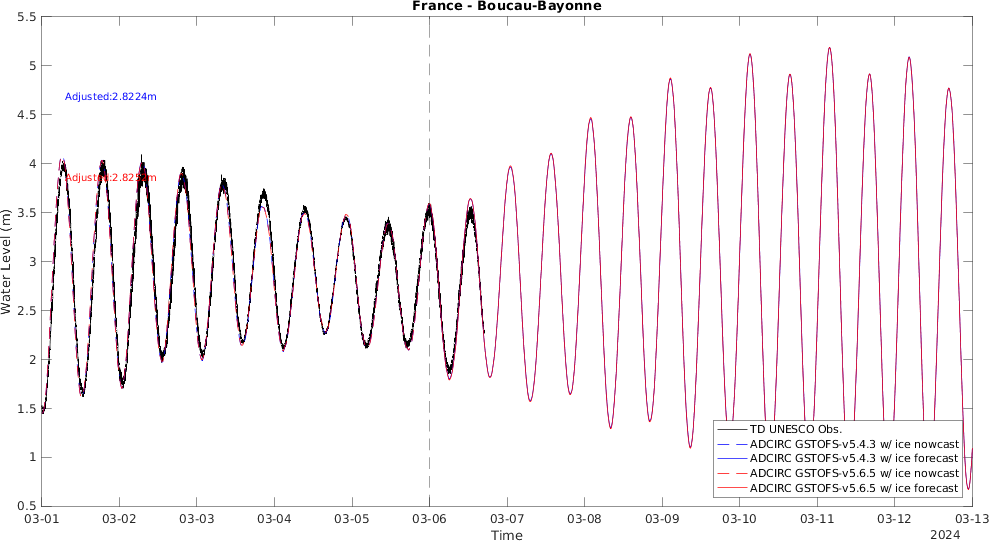 France - Boucau-Bayonne
5.5
5
4.5
4
3.5
3
2.5
2
1.5
1
0.5
Water Level (m)
Adjusted:2.8224m
TD UNESCO Obs.
ADCIRC GSTOFS-v5.4.3 w/ ice nowcast
ADCIRC GSTOFS-v5.4.3 w/ ice forecast
ADCIRC GSTOFS-v5.6.5 w/ ice nowcast
ADCIRC GSTOFS-v5.6.5 w/ ice forecast
03-01 03-02 03-03 03-04 03-05 03-06 03-07 03-08 03-09 03-10 03-11 03-12 03-13
Time
2024